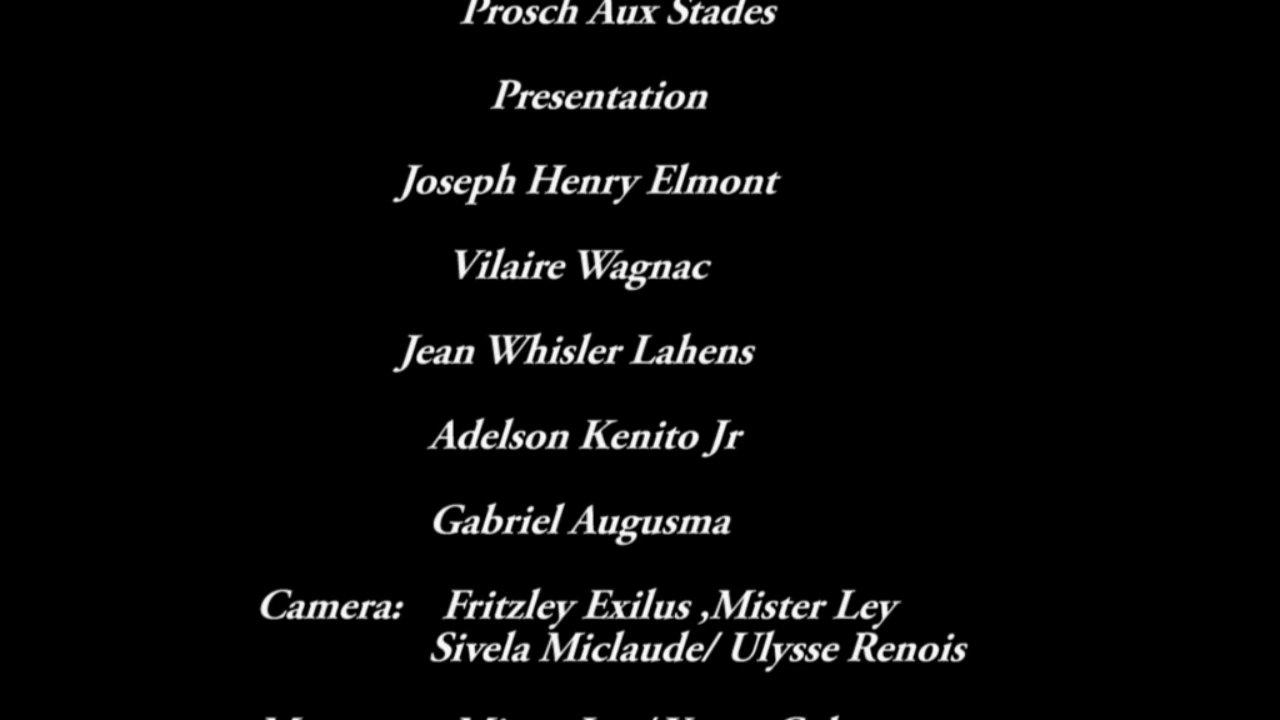 Prosch Aux Stades
Presentation
Joseph Henry Elmont
Vilaire Wagnac
Jean Whisler Lahens
Adelson Kenito Jr
Gabriel Augusma
Camera: Fritzley Exilus ,Mister Ley
Sivela Miclaude/ Ulysse Renois